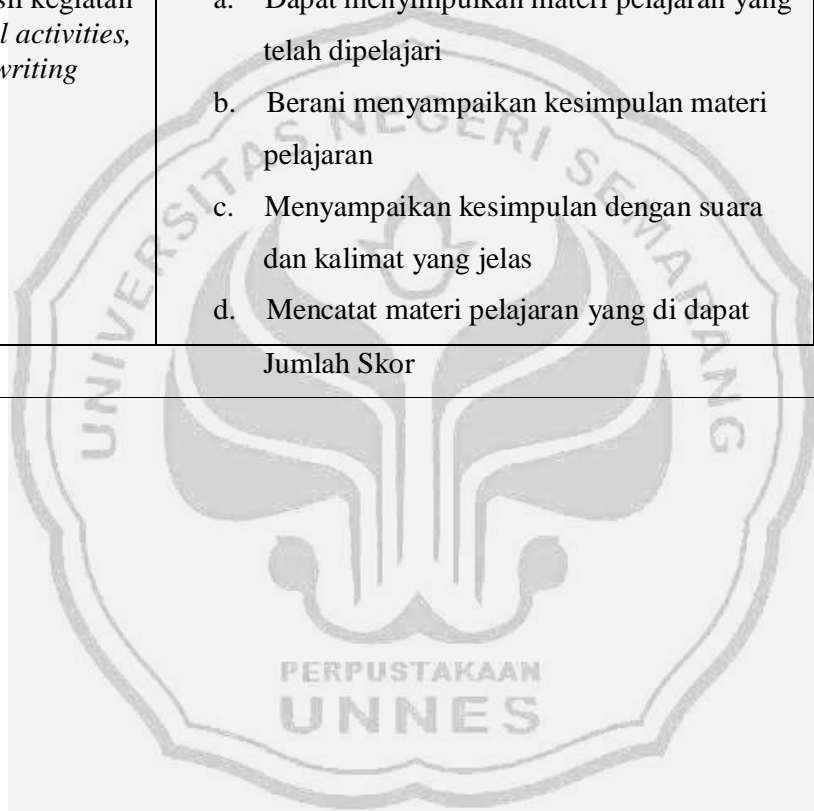 kegiatan
activities,
writing
a. Dapat menyimpulkan materi pelajaran yang
telah dipelajari
b. Berani menyampaikan kesimpulan materi
pelajaran
c. Menyampaikan kesimpulan dengan suara
dan kalimat yang jelas
d. Mencatat materi pelajaran yang di dapat
Jumlah Skor
UNIVERSITAS NEGERI SEMARANG
PERPUSTAKAAN
UNNES